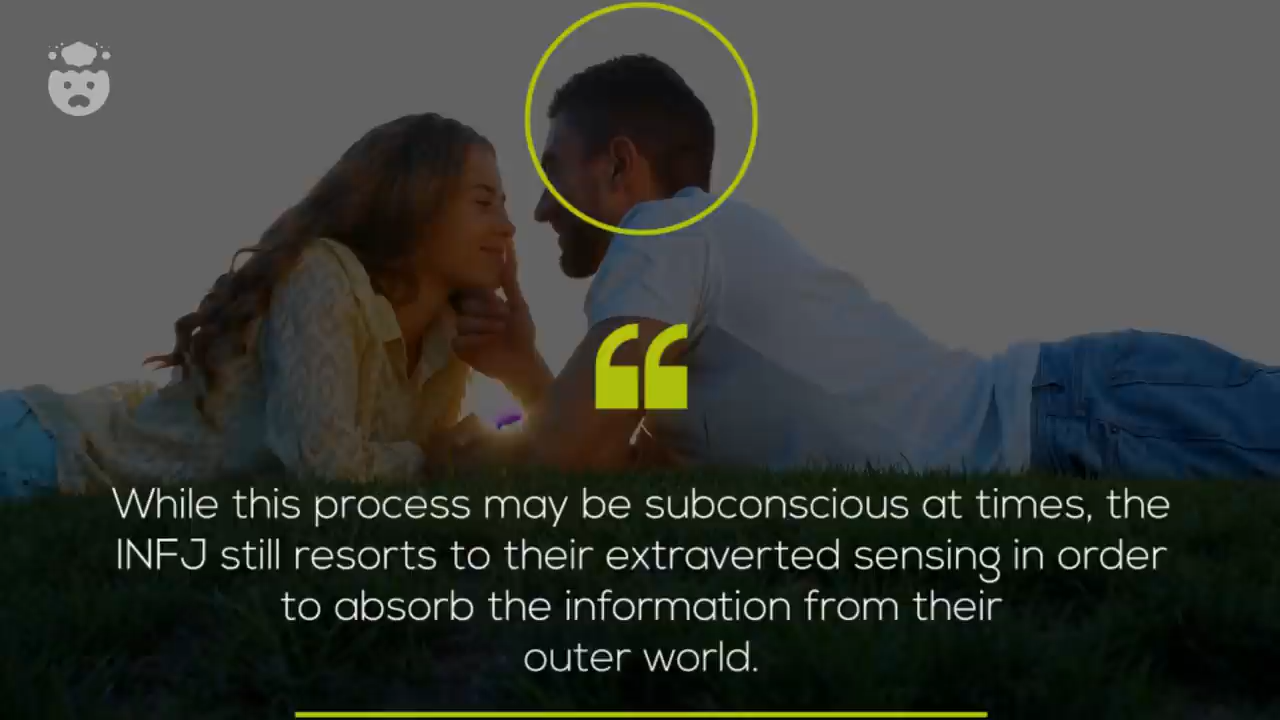 While this process may be subconscious at times, the
INFJ still resorts to their extraverted sensing in order
to absorb the information from their
outer world.